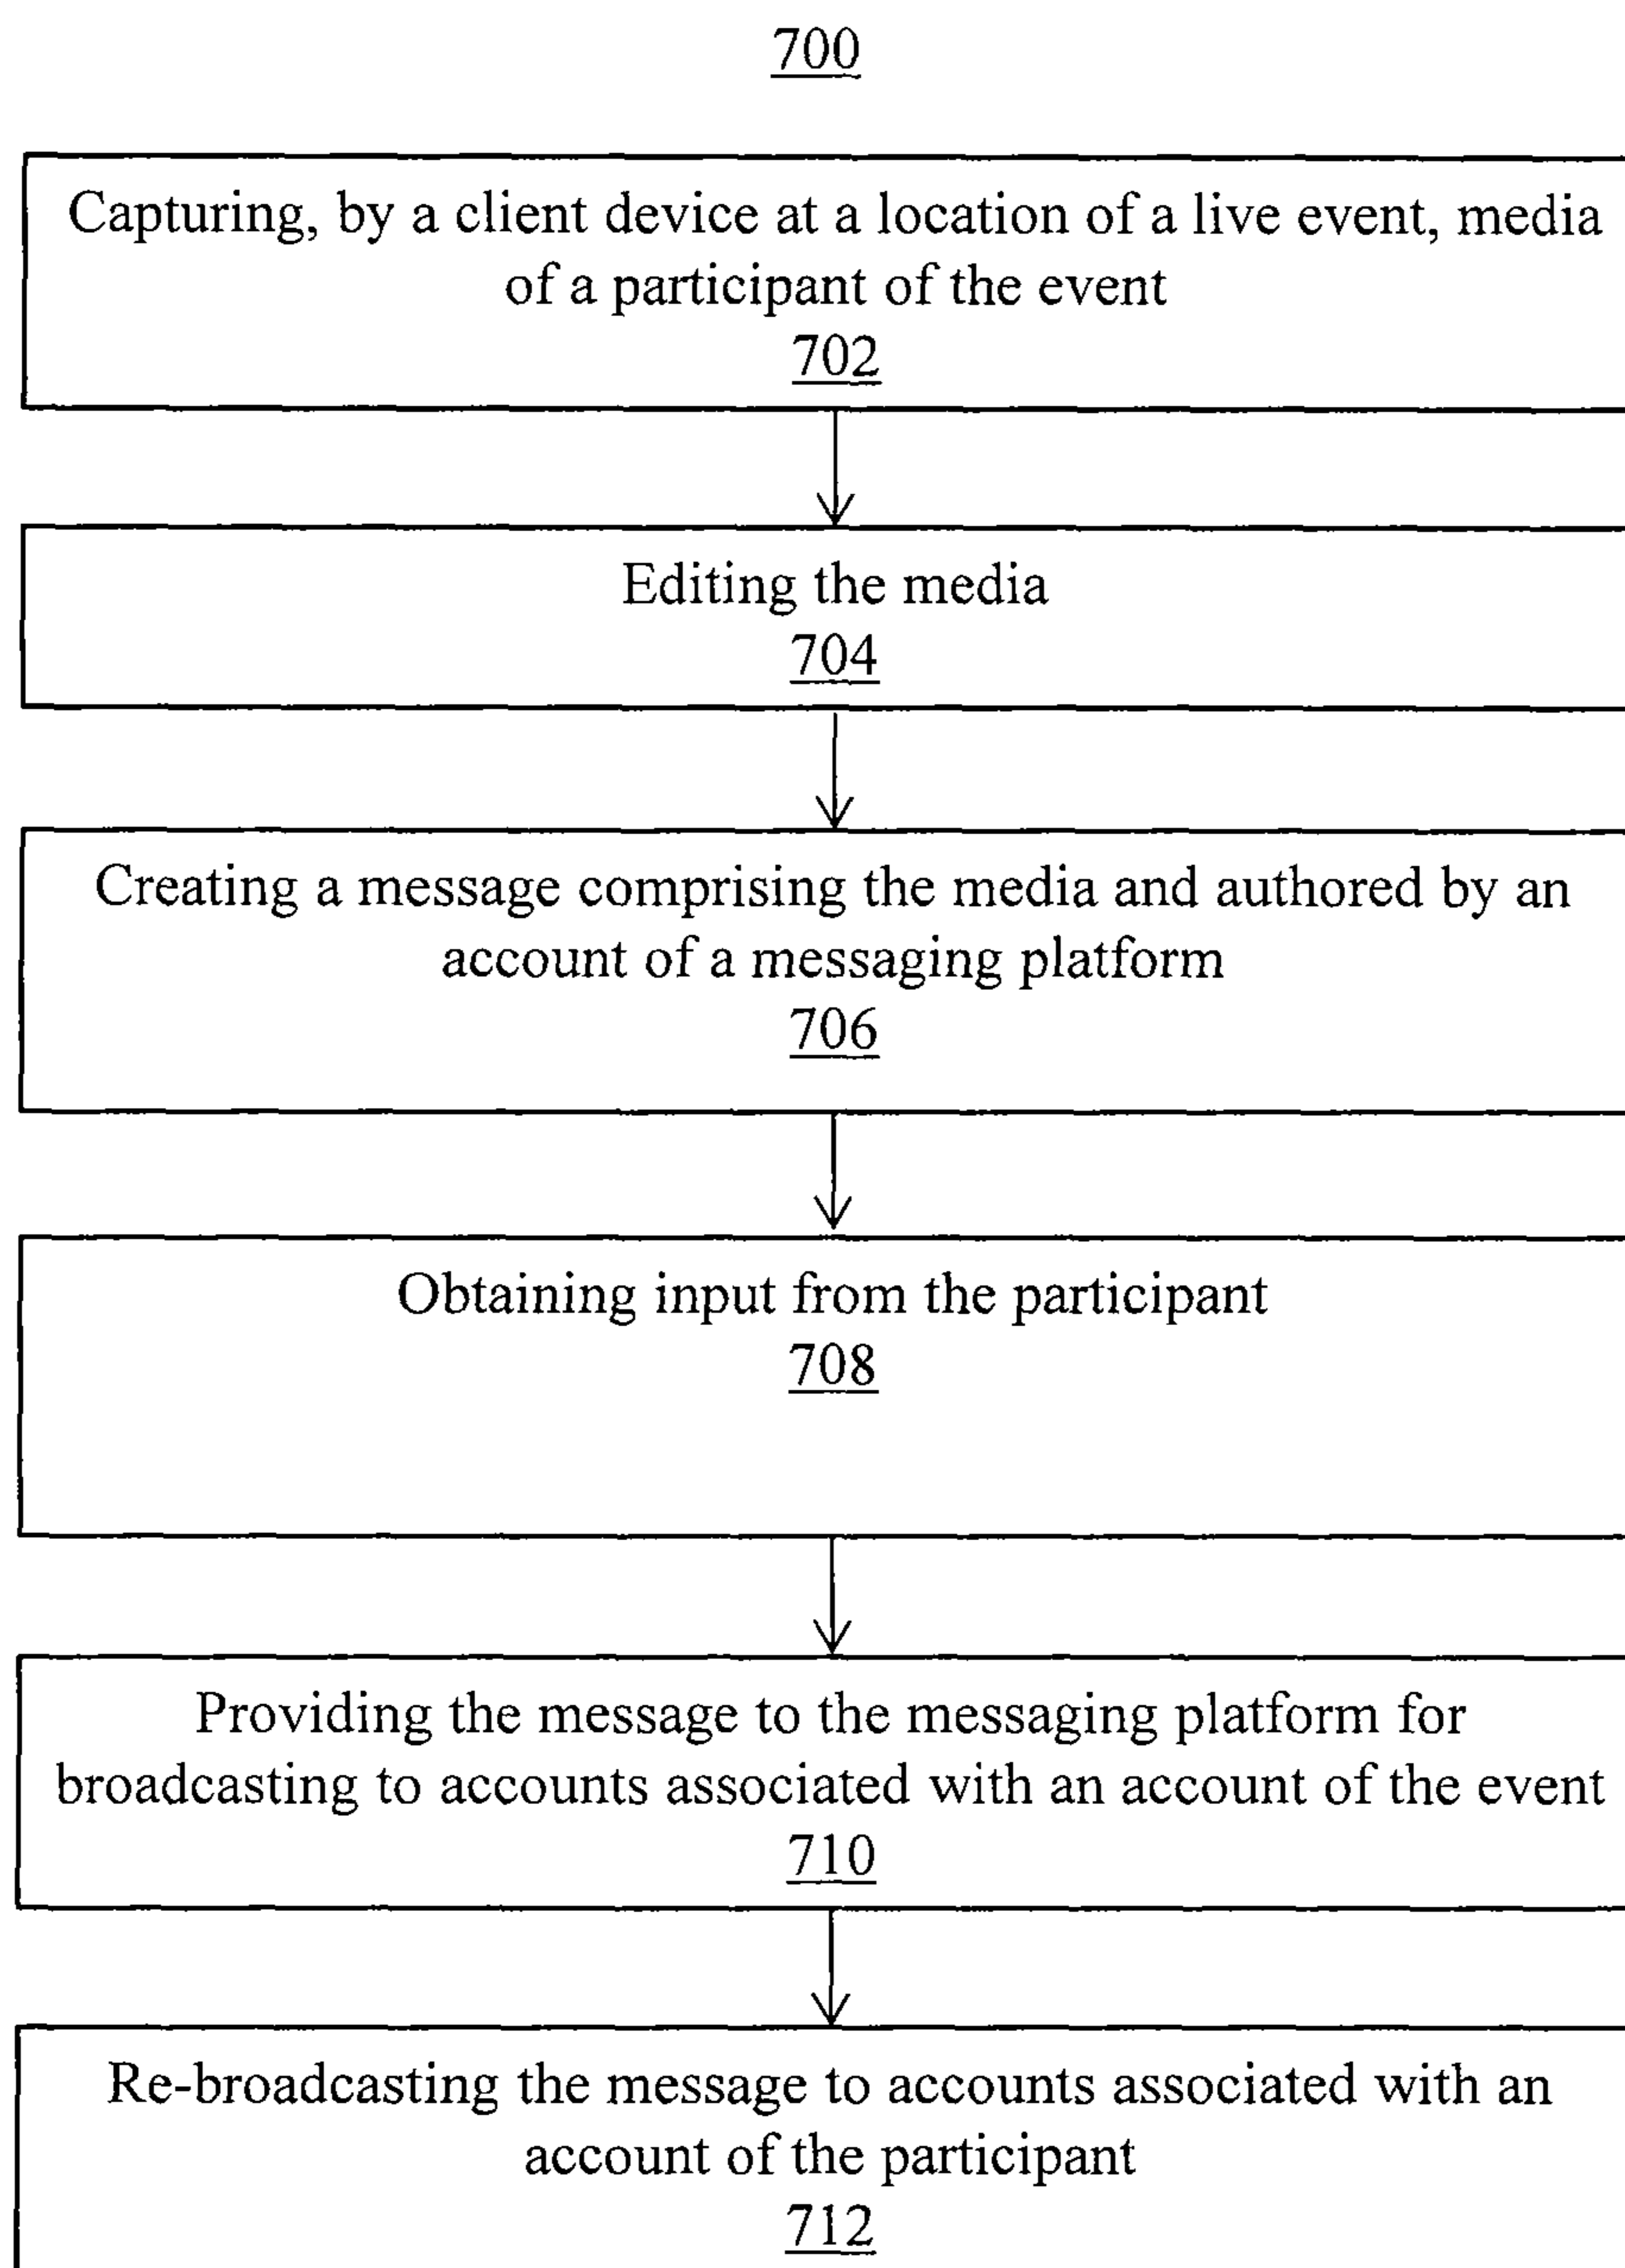 700
Capturing, by a client device at a location of a live event, media
of a participant of the event
702
Editing the media
704
Creating a message comprising the media and authored by an
account of a messaging platform
706
Obtaining input from the participant
708
Providing the message to the messaging platform for
broadcasting to accounts associated with an account of the event
710
Re-broadcasting the message to accounts associated with an
account of the participant
712